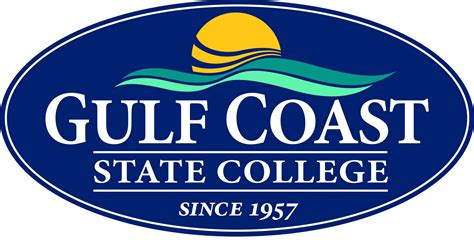 GULF COAST
STATE COLLEGE
SINCE 1957